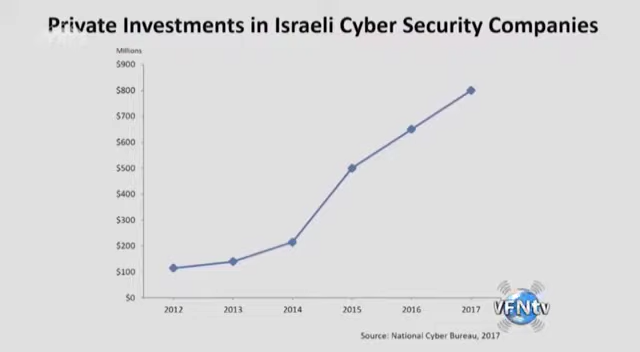 Private Investments in Israeli Cyber Security Companies
Millions
$900
$800
$700
$600
$500
$400
$300
$200
$100
$0
2012 2013 2014 2015 2016 2017
VFNtv
Source: National Cyber Bureau, 2017